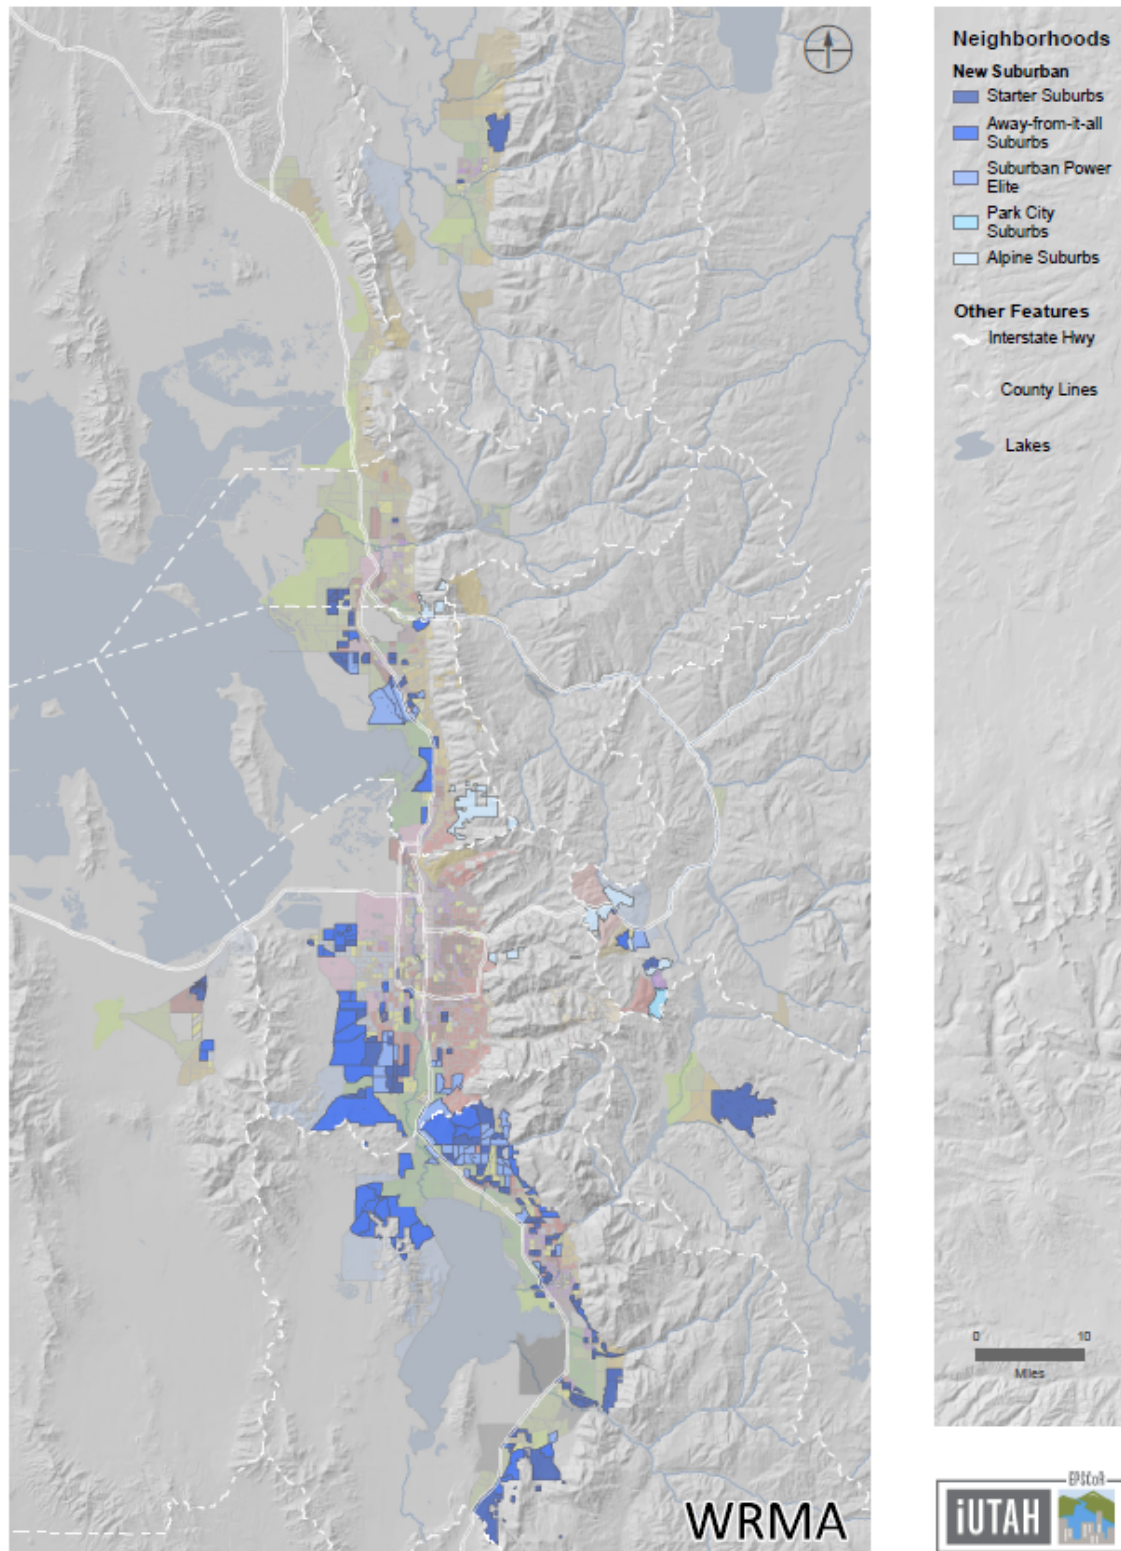 Neighborhoods
New Suburban
Starter Suburbs
Away-from-it-all
Suburbs
Suburban Power
Elite
Park City
Suburbs
Alpine Suburbs
Other Features
Interstate Hwy
County Lines
Lakes
0 10
Miles
WRMA
EPSCoR
iUTAH